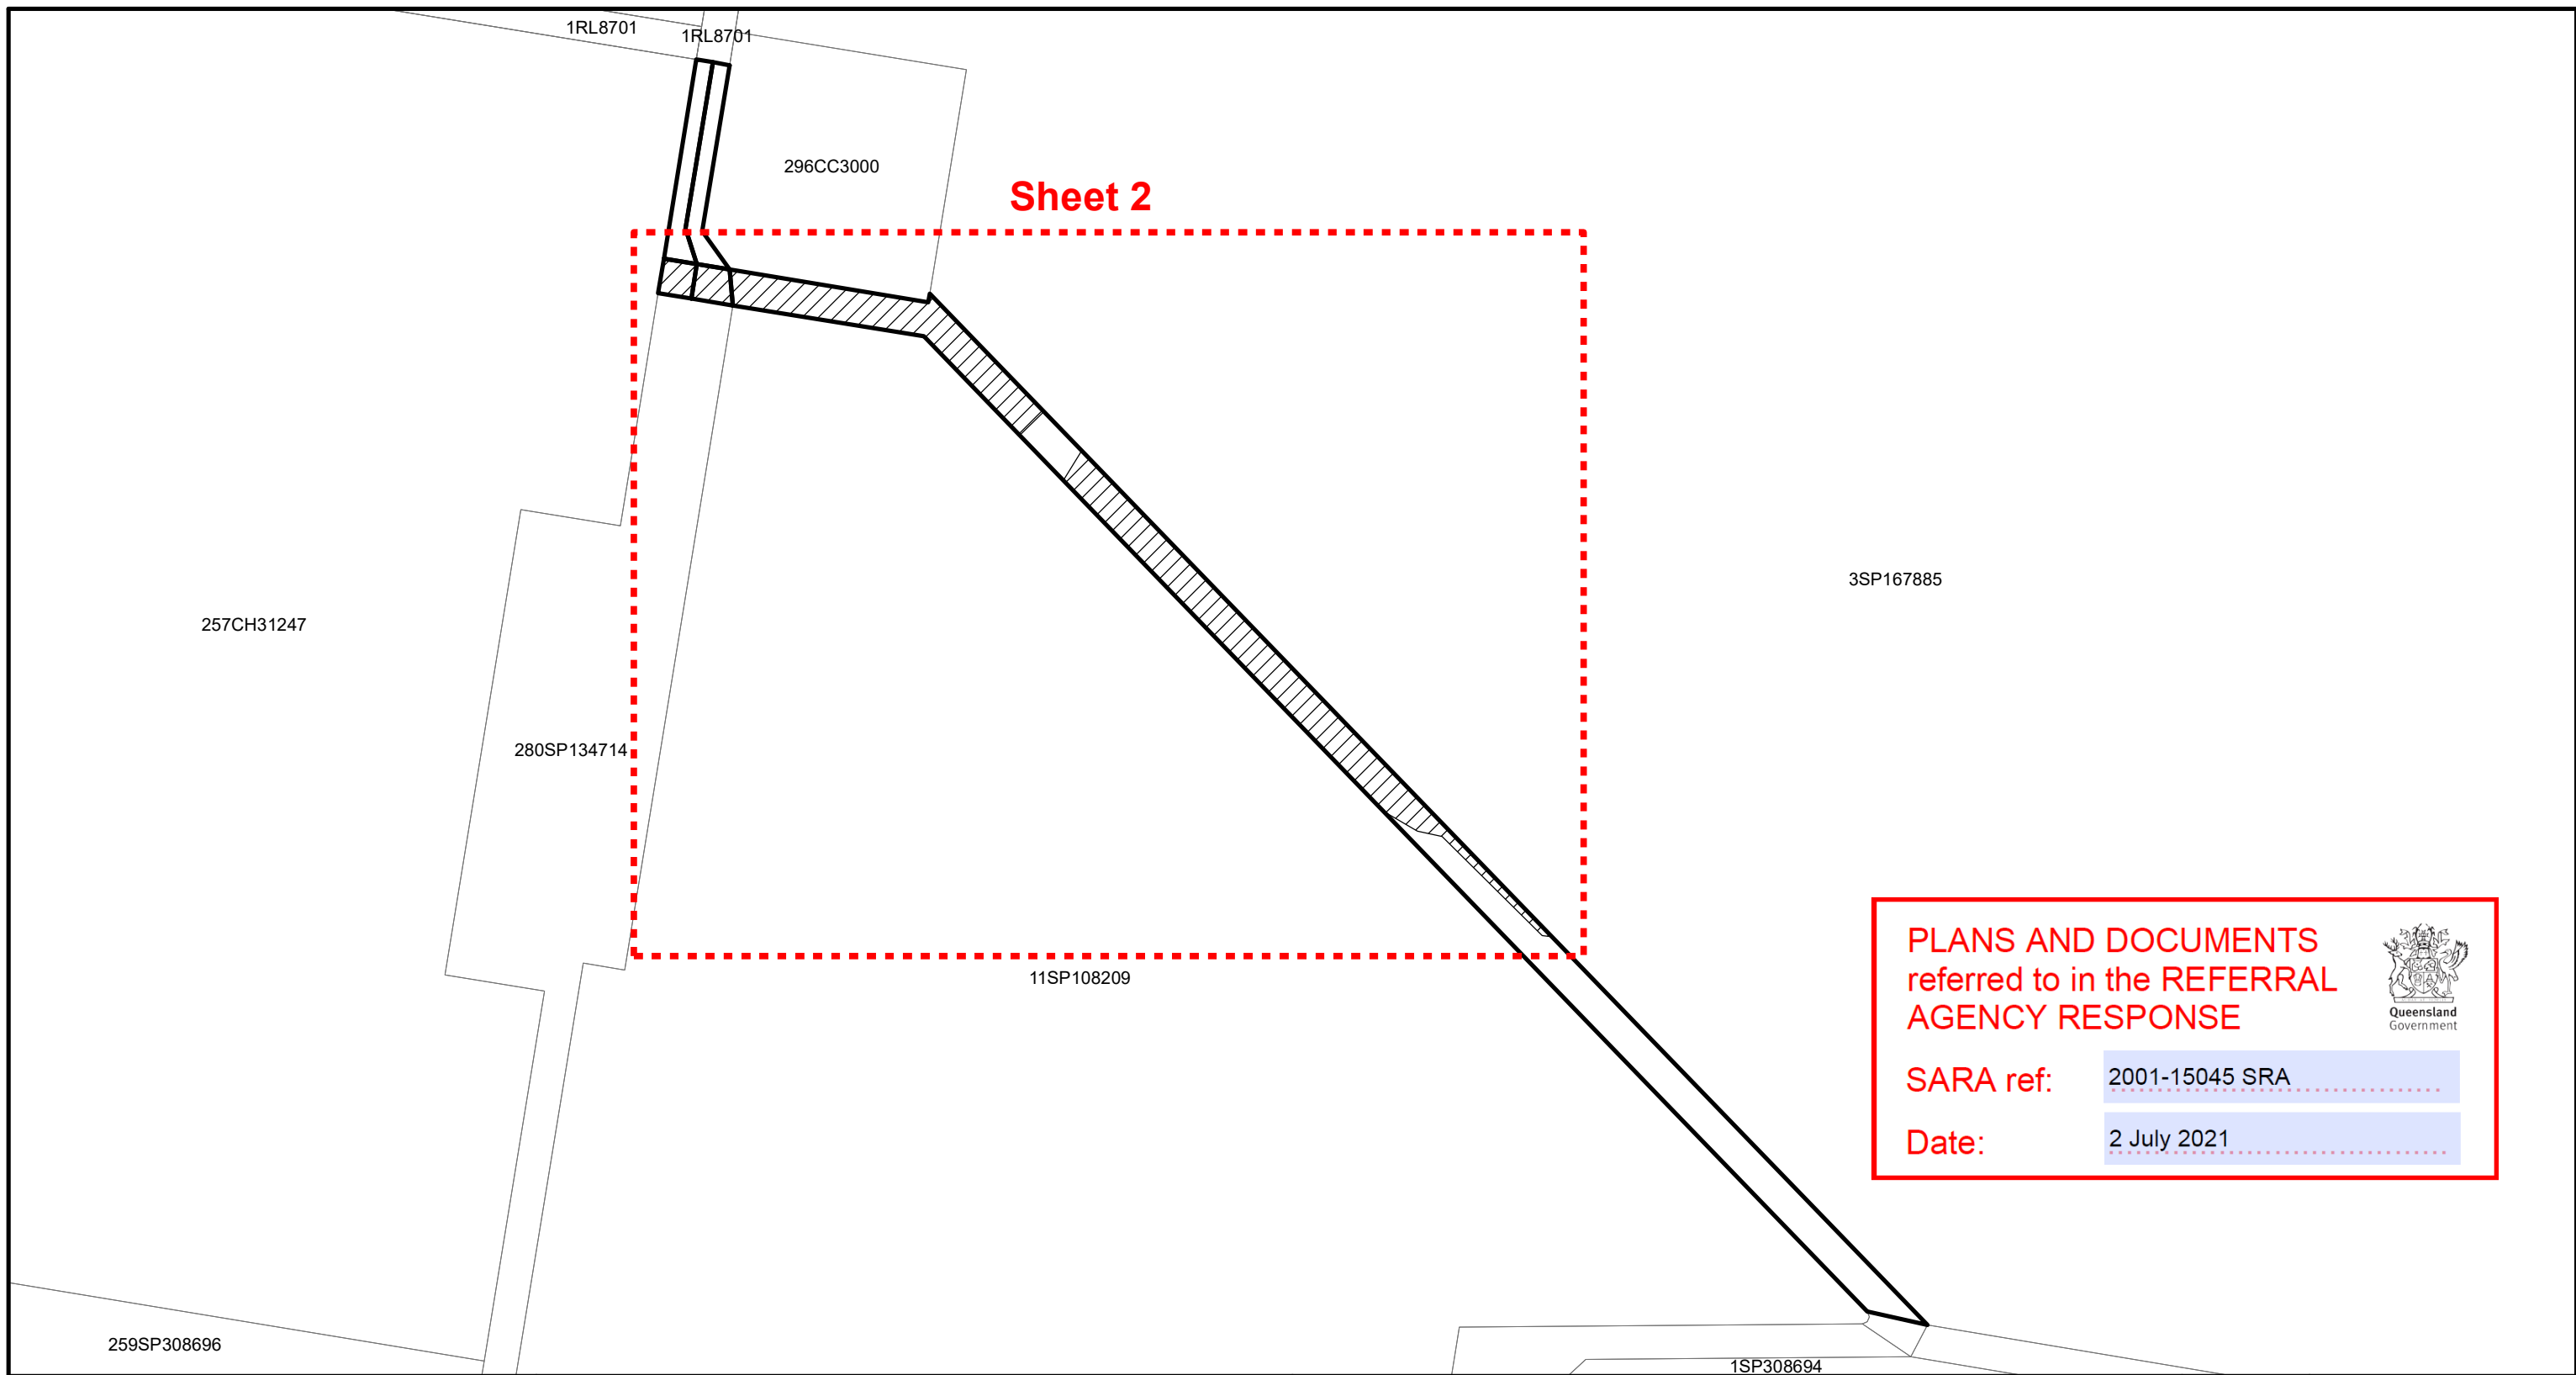 1RL8701
1RL8701
296CC3000
Sheet 2
3SP167885
257CH31247
280SP134714
11SP108209
PLANS AND DOCUMENTS
referred to in the REFERRAL
AGENCY RESPONSE
Queensland
Government
SARA ref: 2001-15045 SRA
Date: 2 July 2021
259SP308696
1SP308694